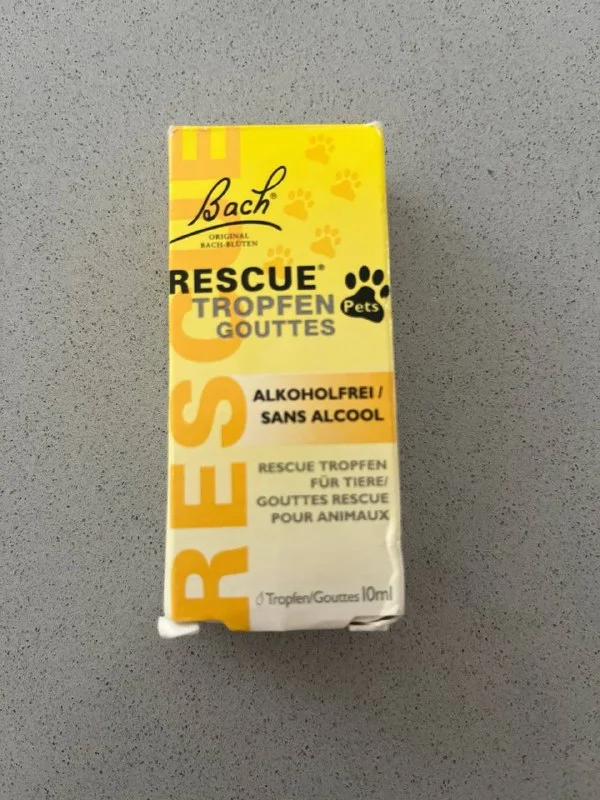 RESCUE
Bach®
ORIGINAL
BACH-BLÜTEN
RESCUE®
TROPFEN
GOUTTES
Pets
ALKOHOLFREI /
SANS ALCOOL
RESCUE TROPFEN
FÜR TIERE/
GOUTTES RESCUE
POUR ANIMAUX
Tropfen/Gouttes 10ml